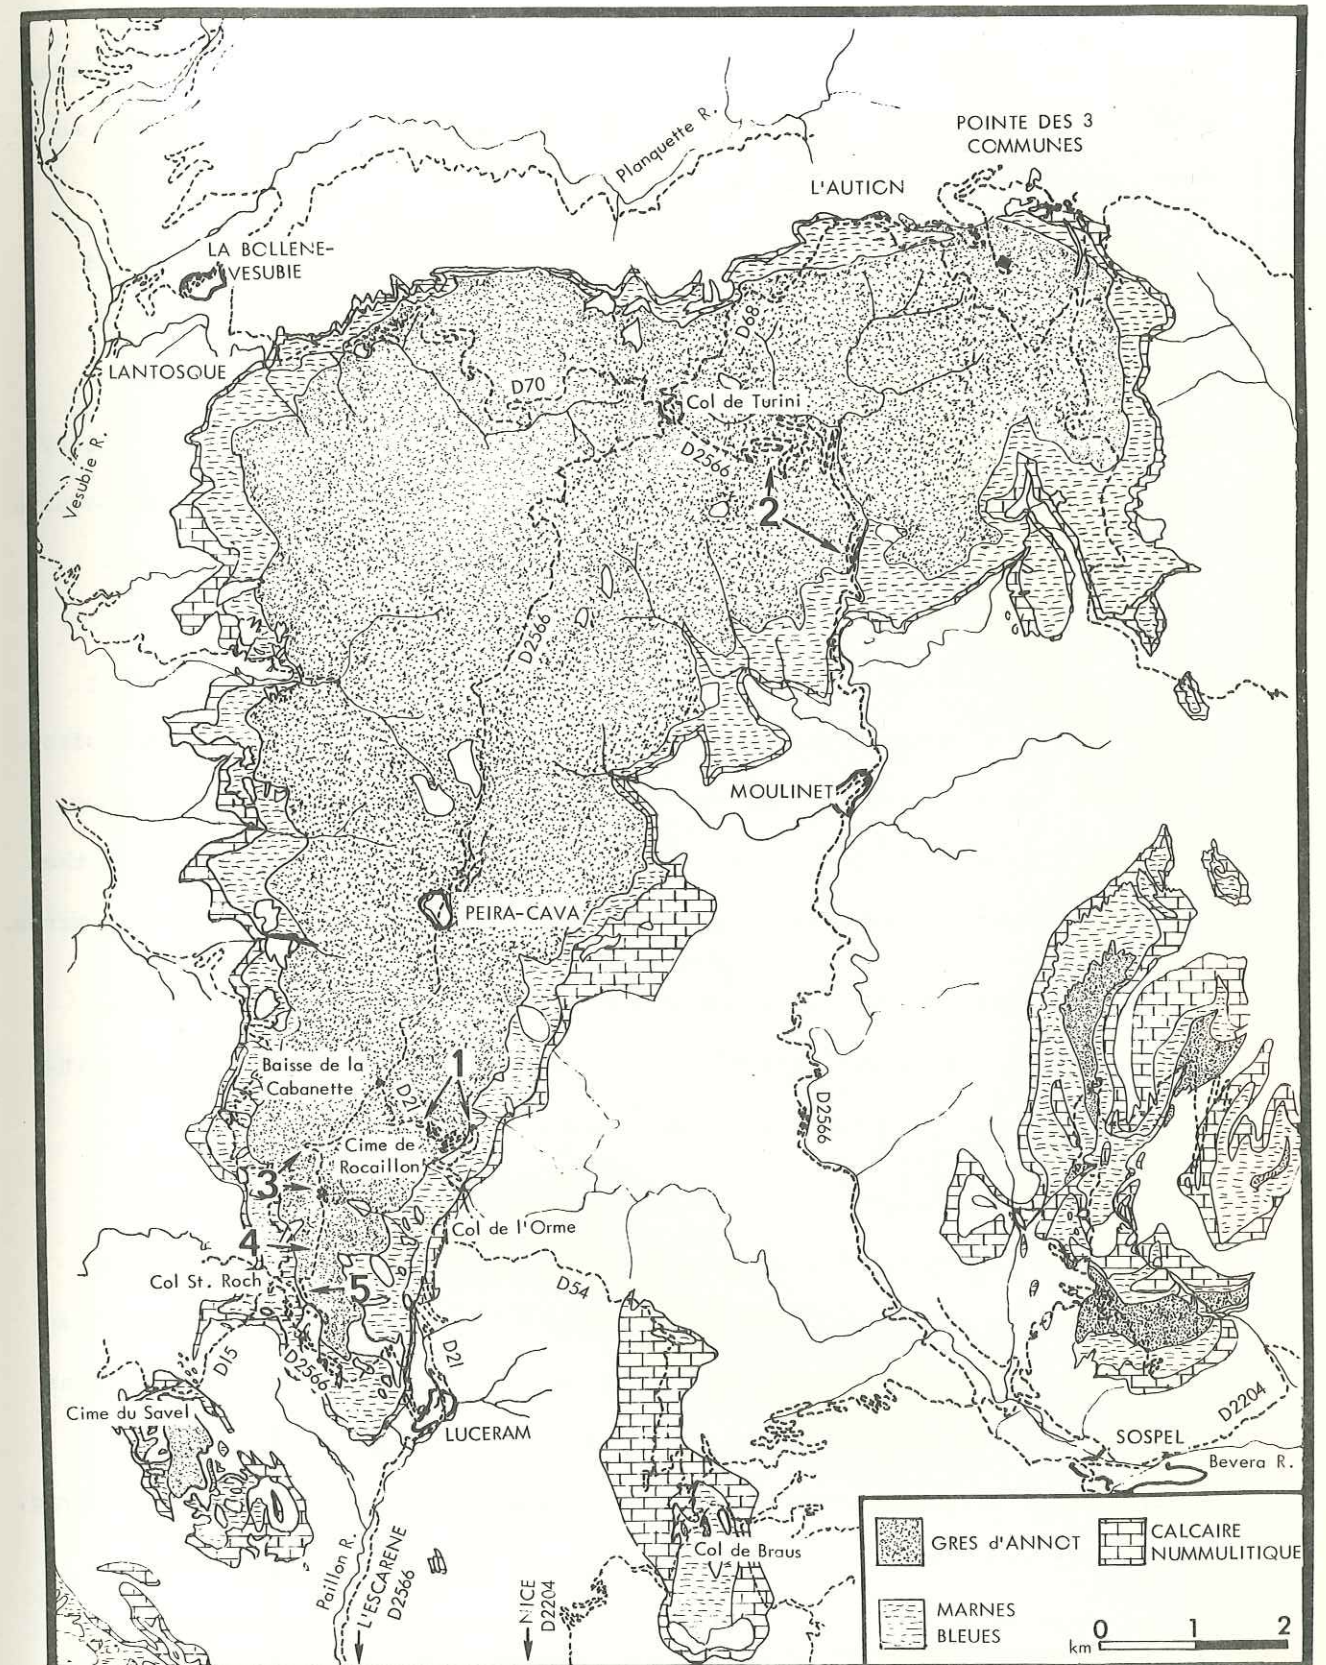 POINTE DES 3
COMMUNES
Planquette R.
L'AUTICN
LA BCLLENE-
VESUBIE
LANTOSQUE
D68
D70
Col de Turini
D2566
Vesubie R.
2
D2566
MOULINET
PEIRA-CAVA
Baisse de la
Cabanette
1
D21
Cime de
Rocaillon
D2566
3
Col de l'Orme
4
Col St. Roch
5
D54
D15
D2566
D21
Cime du Savel
LUCERAM
D2204
SOSPEL
Bevera R.
Paillon R.
L'ESCARENE
D2566
NICE
D2204
Col de Braus
GRES d'ANNOT
CALCAIRE
NUMMULITIQUE
MARNES
BLEUES
km 0 1 2